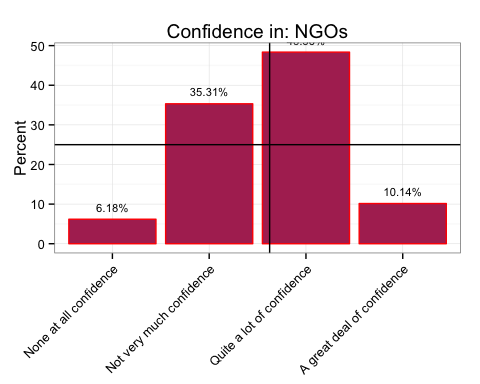 Confidence in: NGOs
50
40
30
20
10
0
Percent
6.18%
35.31%
10.14%
None at all confidence
Not very much confidence
Quite a lot of confidence
A great deal of confidence